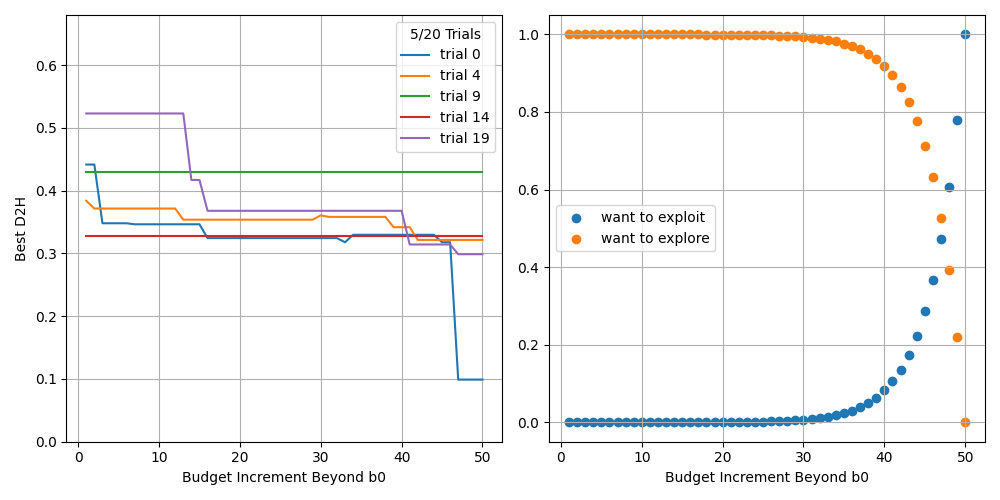 5/20 Trials
trial 0
trial 4
trial 9
trial 14
trial 19
Best D2H
0.6
0.5
0.4
0.3
0.2
0.1
0.0
0 10 20 30 40 50
Budget Increment Beyond b0
1.0
0.8
0.6
0.4
0.2
0.0
want to exploit
want to explore
0 10 20 30 40 50
Budget Increment Beyond b0